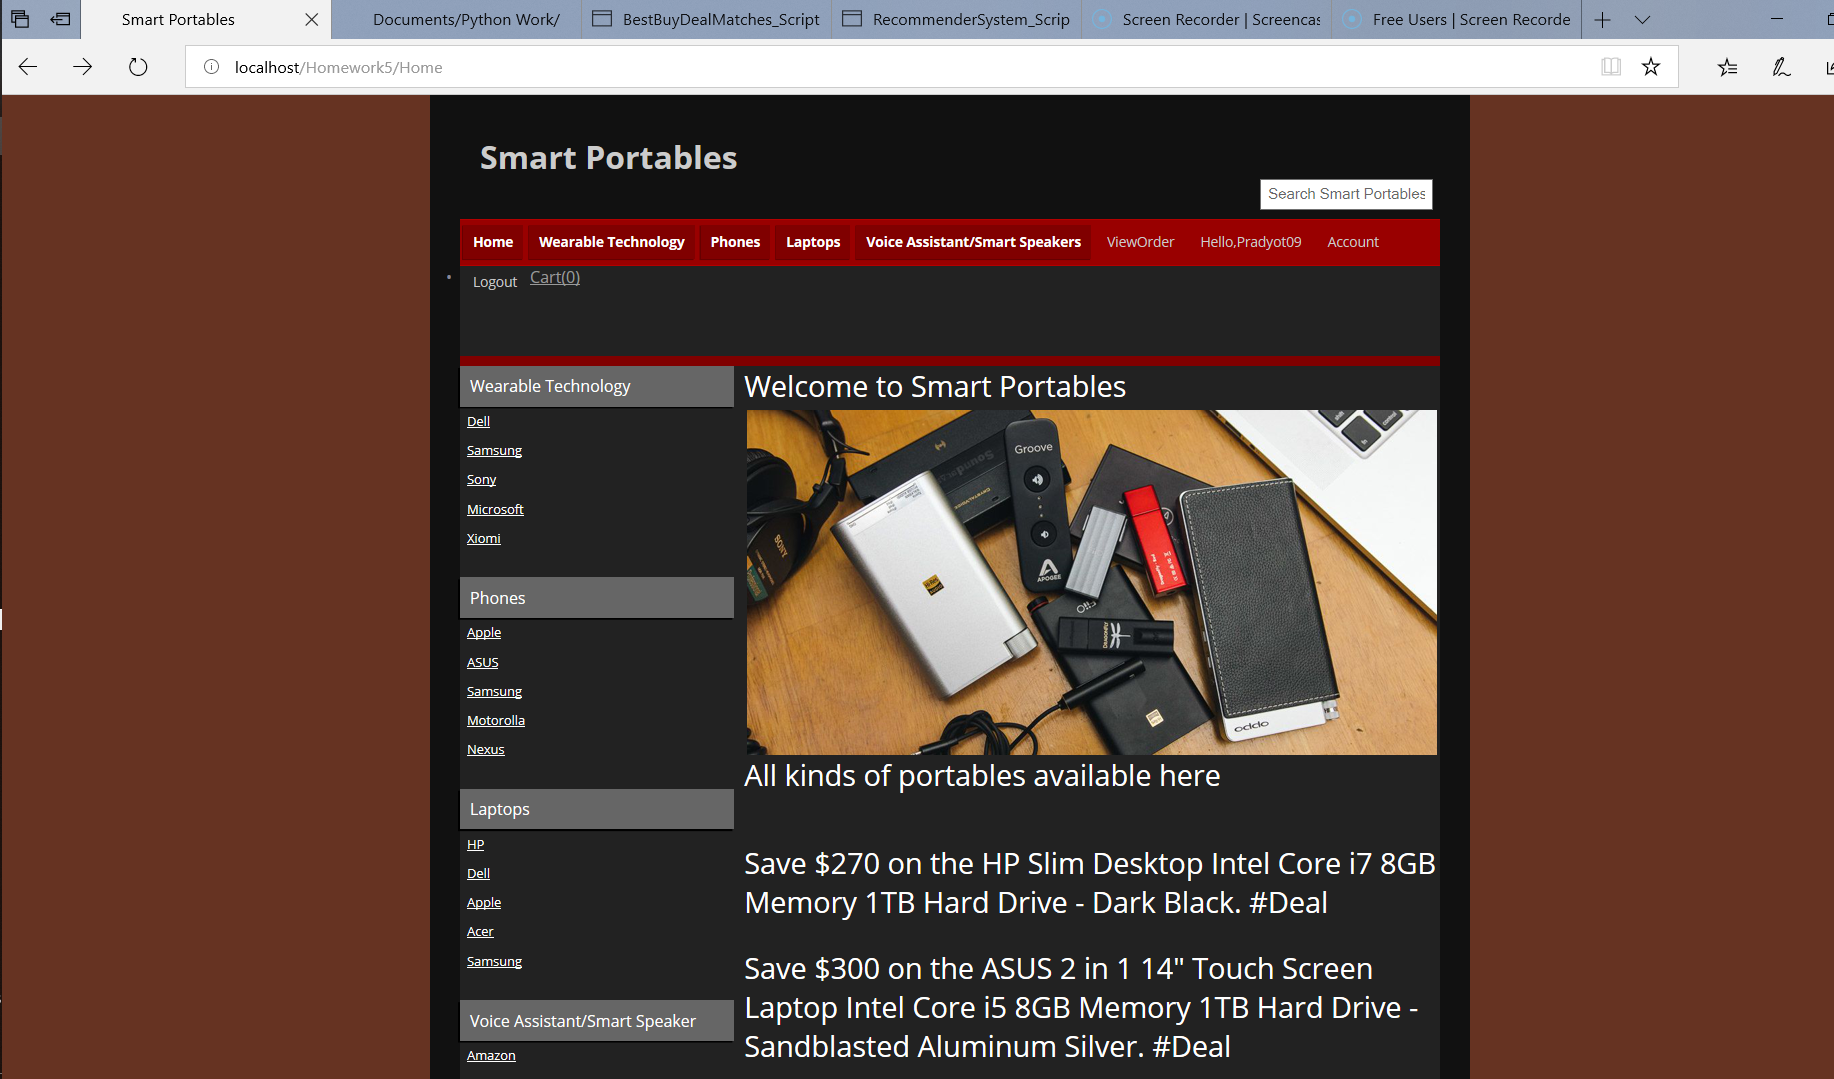 Smart Portables
Documents/Python Work/
BestBuyDealMatches_Script
RecommenderSystem_Scrip
Screen Recorder | Screencas
Free Users | Screen Recorde
localhost/Homework5/Home
Smart Portables
Search Smart Portables
Home Wearable Technology Phones Laptops Voice Assistant/Smart Speakers ViewOrder Hello,Pradyot09 Account
Logout Cart(0)
Wearable Technology
Dell
Samsung
Sony
Microsoft
Xiomi
Phones
Apple
ASUS
Samsung
Motorolla
Nexus
Laptops
HP
Dell
Apple
Acer
Samsung
Voice Assistant/Smart Speaker
Amazon
Welcome to Smart Portables
Groove
APOGEE
SONY
FiiO
shift
control
oppo
All kinds of portables available here
Save $270 on the HP Slim Desktop Intel Core i7 8GB
Memory 1TB Hard Drive - Dark Black. #Deal
Save $300 on the ASUS 2 in 1 14" Touch Screen
Laptop Intel Core i5 8GB Memory 1TB Hard Drive -
Sandblasted Aluminum Silver. #Deal